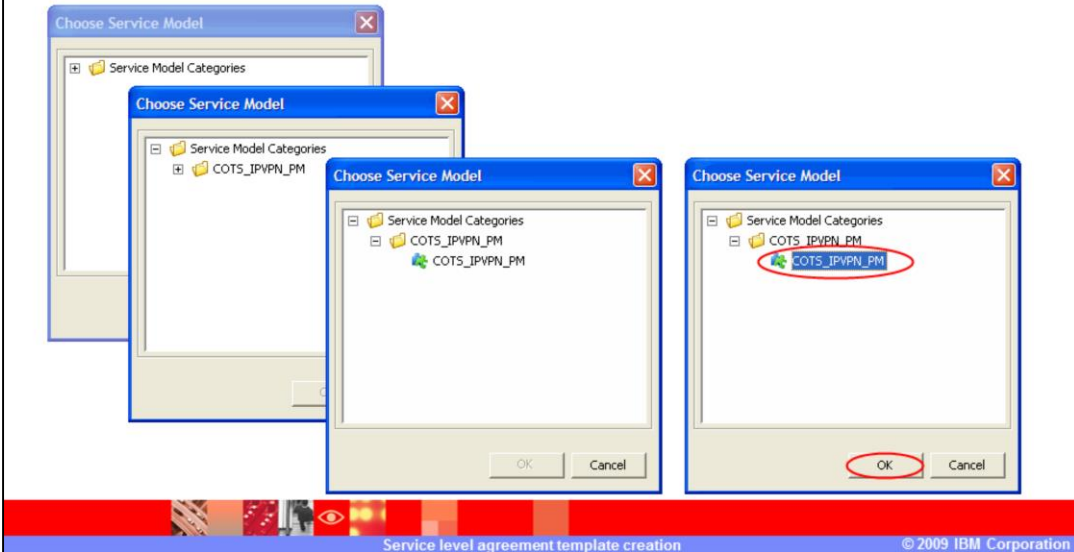 Choose Service Model
Service Model Categories
Choose Service Model
Service Model Categories
COTS_IPVPN_PM
Choose Service Model
Service Model Categories
COTS_IPVPN_PM
COTS_IPVPN_PM
OK Cancel
Choose Service Model
Service Model Categories
COTS_IPVPN_PM
COTS_IPVPN_PM
OK Cancel
Service level agreement template creation
© 2009 IBM Corporation